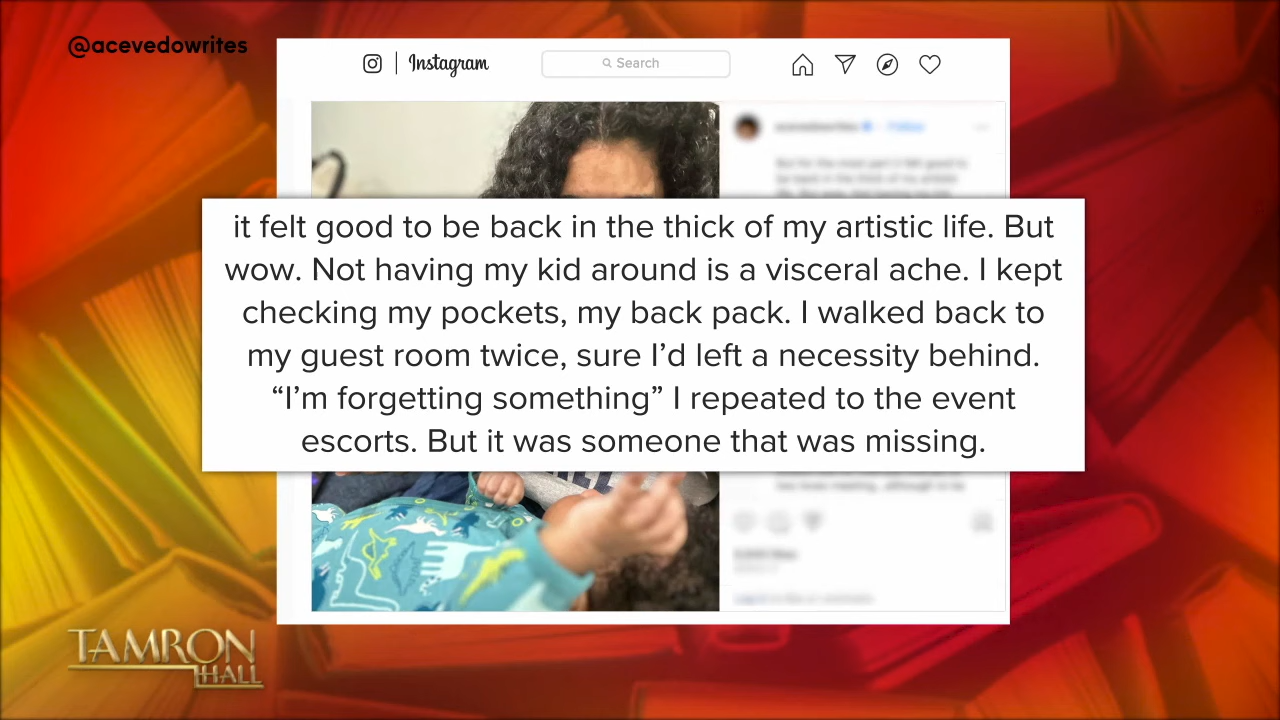 @acevedowrites
Instagram
Search
it felt good to be back in the thick of my artistic life. But
wow. Not having my kid around is a visceral ache. I kept
checking my pockets, my back pack. I walked back to
my guest room twice, sure I’d left a necessity behind.
“I’m forgetting something” I repeated to the event
escorts. But it was someone that was missing.
TAMRON
HALL